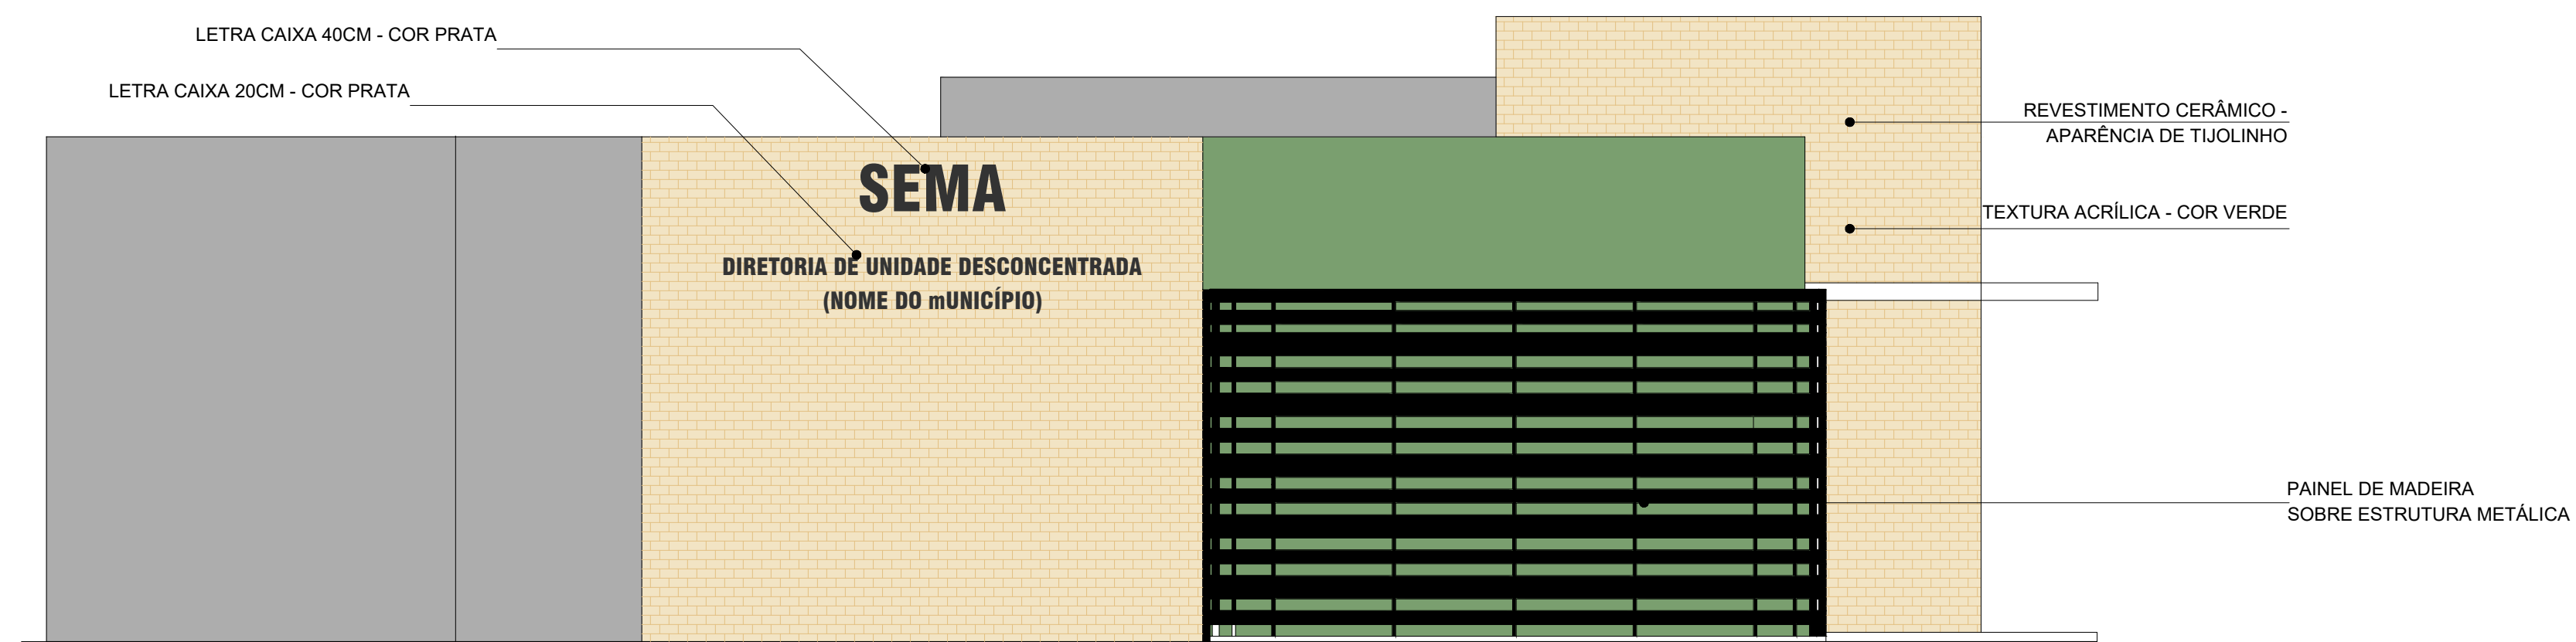 LETRA CAIXA 40CM - COR PRATA
LETRA CAIXA 20CM - COR PRATA
SEMA
DIRETORIA DE UNIDADE DESCONCENTRADA
(NOME DO mUNICÍPIO)
REVESTIMENTO CERÂMICO -
APARÊNCIA DE TIJOLINHO
TEXTURA ACRÍLICA - COR VERDE
PAINEL DE MADEIRA
SOBRE ESTRUTURA METÁLICA